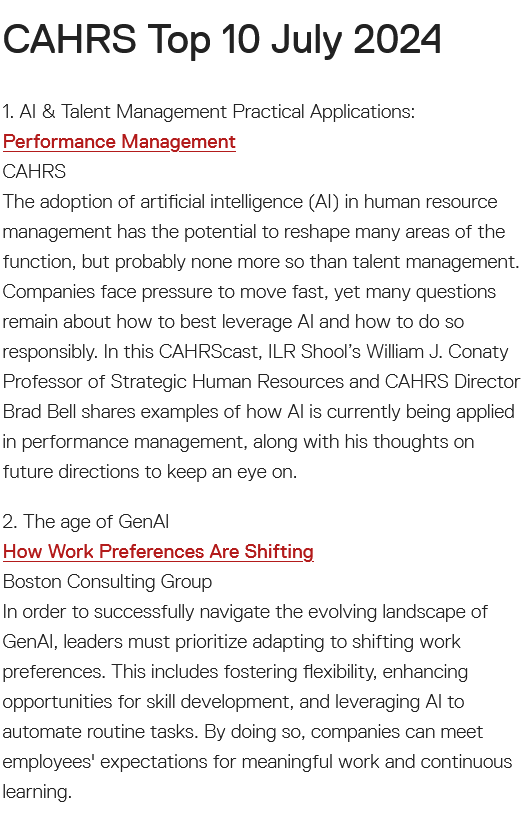 CAHRS Top 10 July 2024
1. AI & Talent Management Practical Applications:
Performance Management
CAHRS
The adoption of artificial intelligence (AI) in human resource
management has the potential to reshape many areas of the
function, but probably none more so than talent management.
Companies face pressure to move fast, yet many questions
remain about how to best leverage AI and how to do so
responsibly. In this CAHRScast, ILR Shool's William J. Conaty
Professor of Strategic Human Resources and CAHRS Director
Brad Bell shares examples of how AI is currently being applied
in performance management, along with his thoughts on
future directions to keep an eye on.
2. The age of GenAI
How Work Preferences Are Shifting
Boston Consulting Group
In order to successfully navigate the evolving landscape of
GenAI, leaders must prioritize adapting to shifting work
preferences. This includes fostering flexibility, enhancing
opportunities for skill development, and leveraging AI to
automate routine tasks. By doing so, companies can meet
employees' expectations for meaningful work and continuous
learning.